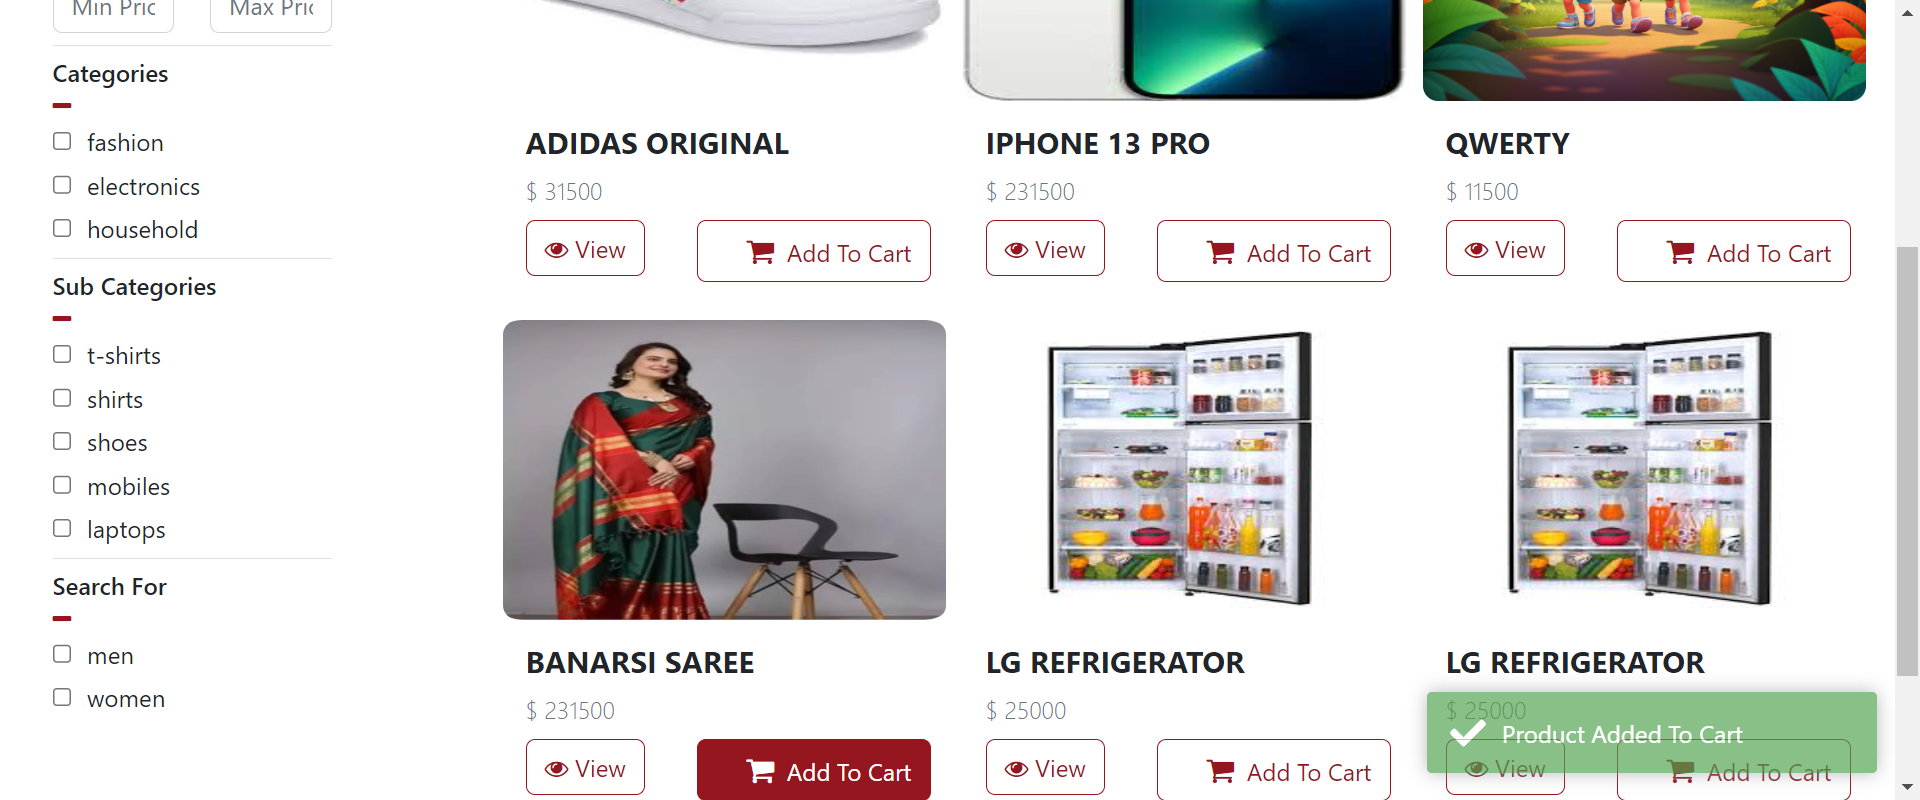 Min Pric
Max Pric
Categories
fashion
electronics
household
Sub Categories
t-shirts
shirts
shoes
mobiles
laptops
Search For
men
women
ADIDAS ORIGINAL
$ 31500
View
Add To Cart
IPHONE 13 PRO
$ 231500
View
Add To Cart
QWERTY
$ 11500
View
Add To Cart
BANARSI SAREE
$ 231500
View
Add To Cart
LG REFRIGERATOR
$ 25000
View
Add To Cart
LG REFRIGERATOR
$ 25000
Product Added To Cart
View
Add To Cart